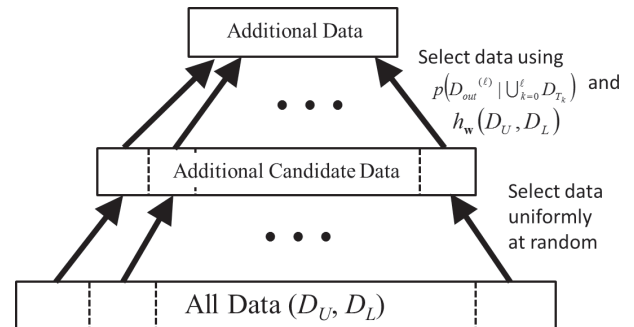 Additional Data
Select data using
p(D_out^(ℓ) | ⋃_{k=0}^ℓ D_{T_k}) and
h_w(D_U, D_L)
Additional Candidate Data
Select data
uniformly
at random
All Data (D_U, D_L)